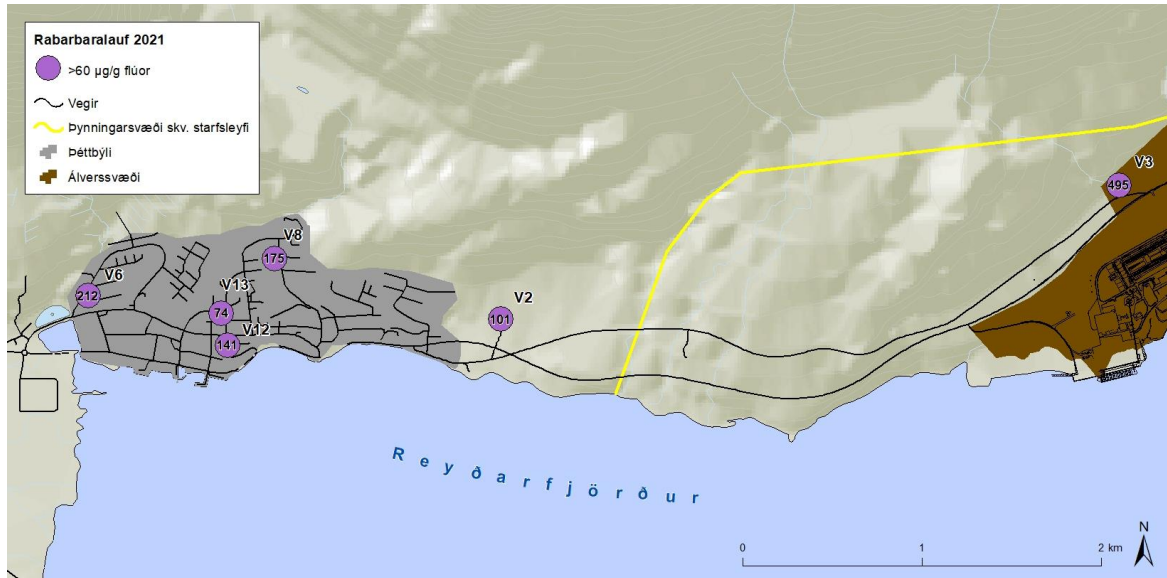 Rabarbaralauf 2021
>60 µg/g flúor
Vegir
Þynningarsvæði skv. starfsleyfi
Þéttbýli
Álverssvæði
V3
495
V8
175
V6
212
V13
74
V2
101
V12
141
Reyðarfjörður
N
0 1 2 km